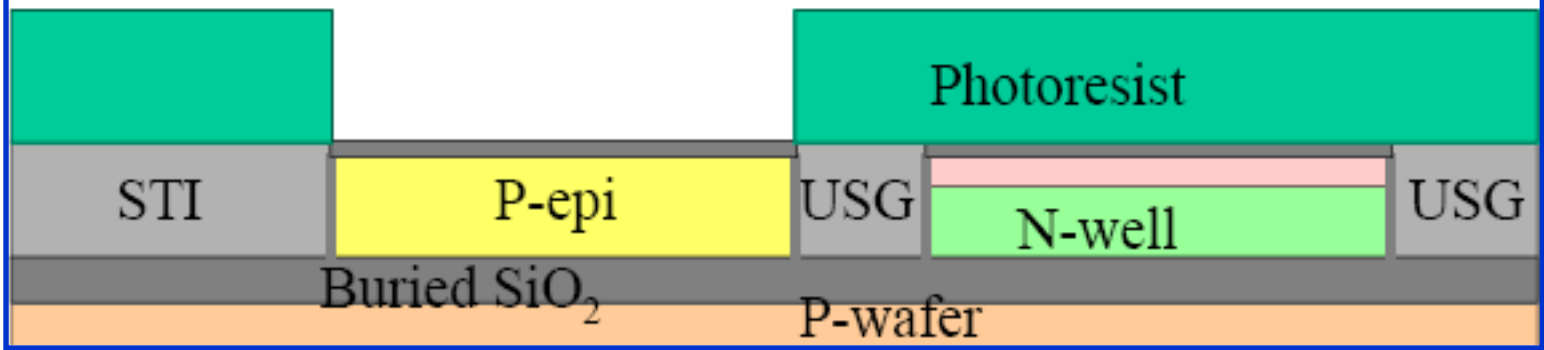 Photoresist
STI
P-epi
USG
N-well
USG
Buried SiO₂
P-wafer